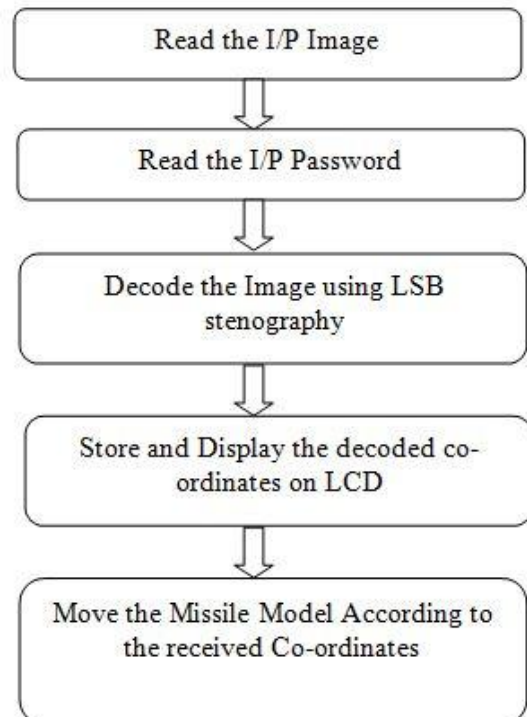 Read the I/P Image
Read the I/P Password
Decode the Image using LSB
stenography
Store and Display the decoded co-
ordinates on LCD
Move the Missile Model According to
the received Co-ordinates